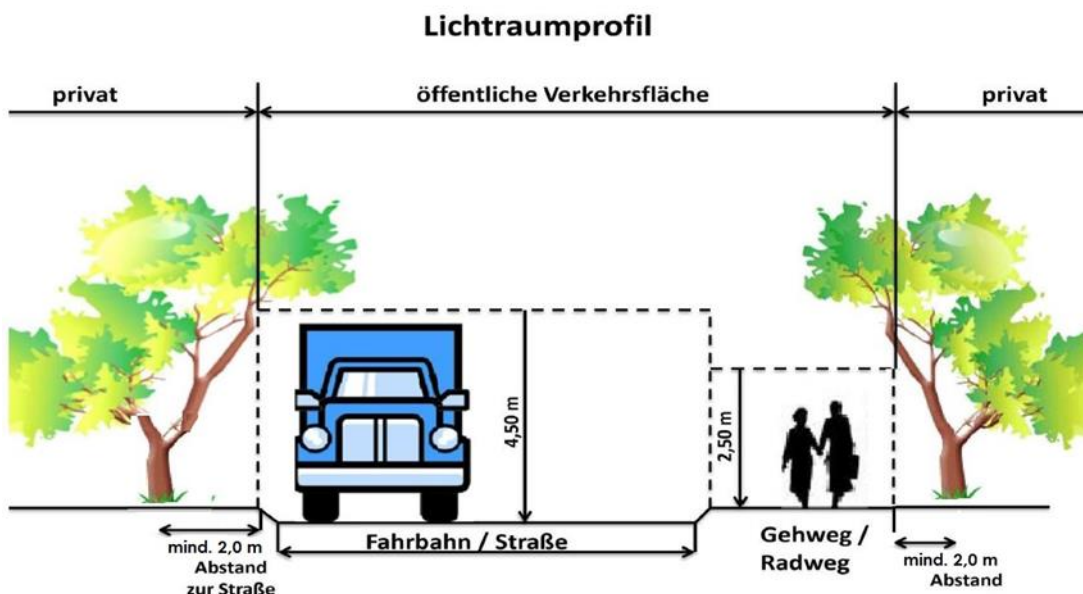 Lichtraumprofil
privat
öffentliche Verkehrsfläche
privat
4,50 m
2,50 m
mind. 2,0 m
Abstand
zur Straße
Fahrbahn / Straße
Gehweg /
Radweg
mind. 2,0 m
Abstand